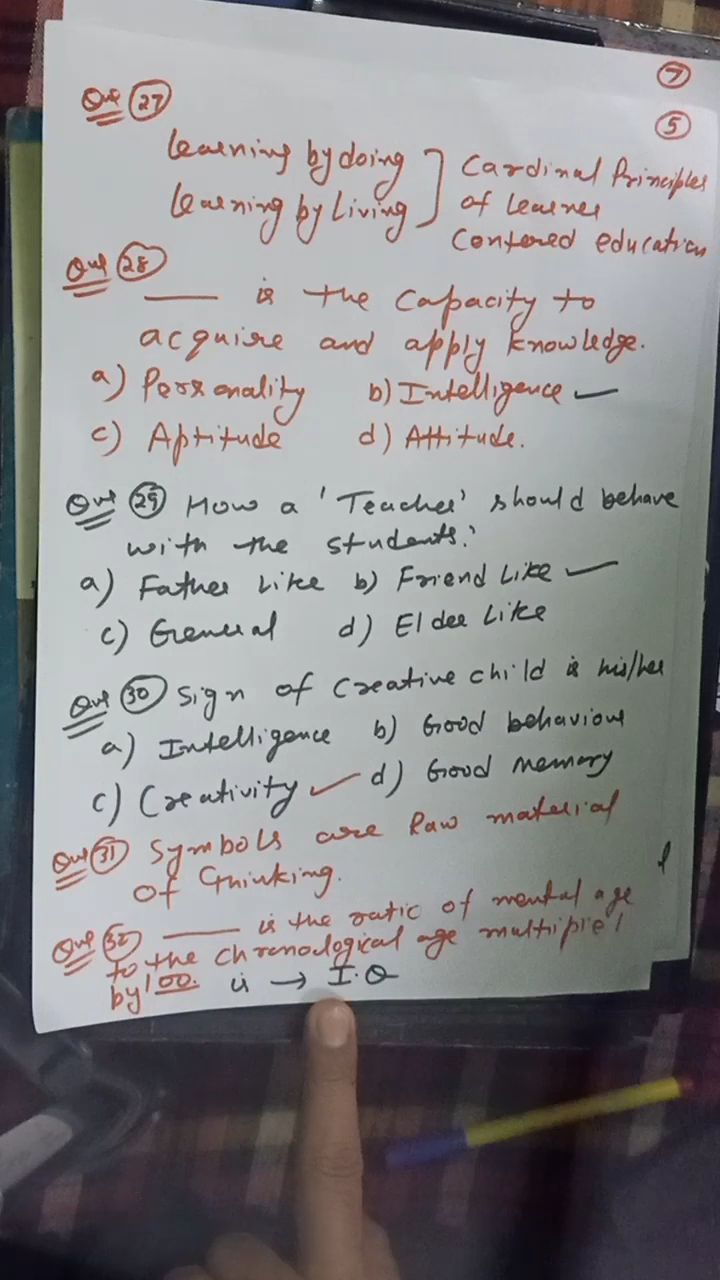 7
5
Que 27
Learning by doing ] Cardinal Principles
Learning by Living ] of Learner
Centered education
Que 28
____ is the Capacity to
acquire and apply knowledge.
a) Personality b) Intelligence ✓
c) Aptitude d) Attitude.
Que 29 How a 'Teacher' should behave
with the students?
a) Father Like b) Friend Like ✓
c) General d) Elder Like
Que 30 Sign of Creative child is his/her
a) Intelligence b) Good behaviour
c) Creativity ✓ d) Good memory
Que 31 Symbols are Raw material
of Thinking.
Que 32 ____ is the ratio of mental age
to the chronological age multiple
by 100. is → I.Q